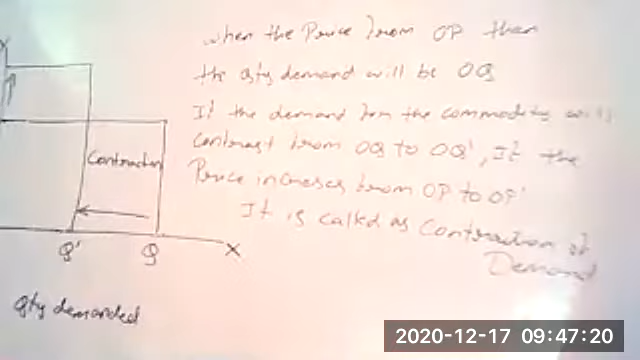 when the Price from OP then
the qty demand will be OQ
If the demand for the commodity will
contrast from OQ to OQ', If the
Price increases from OP to OP'
It is called as Contraction of
Demand
Contraction
Q' Q X
qty demanded
2020-12-17 09:47:20